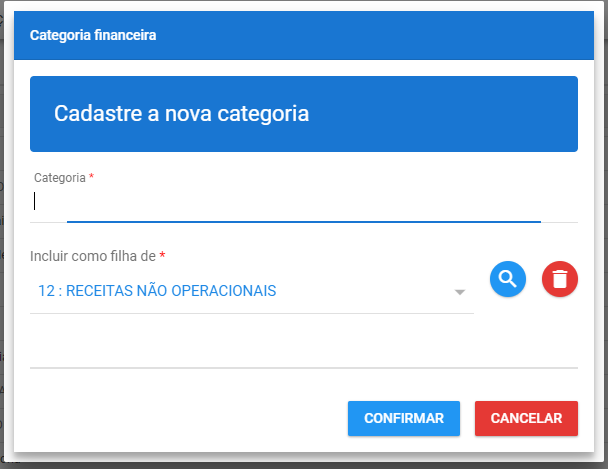 Categoria financeira
Cadastre a nova categoria
Categoria *
Incluir como filha de *
12 : RECEITAS NÃO OPERACIONAIS
CONFIRMAR CANCELAR